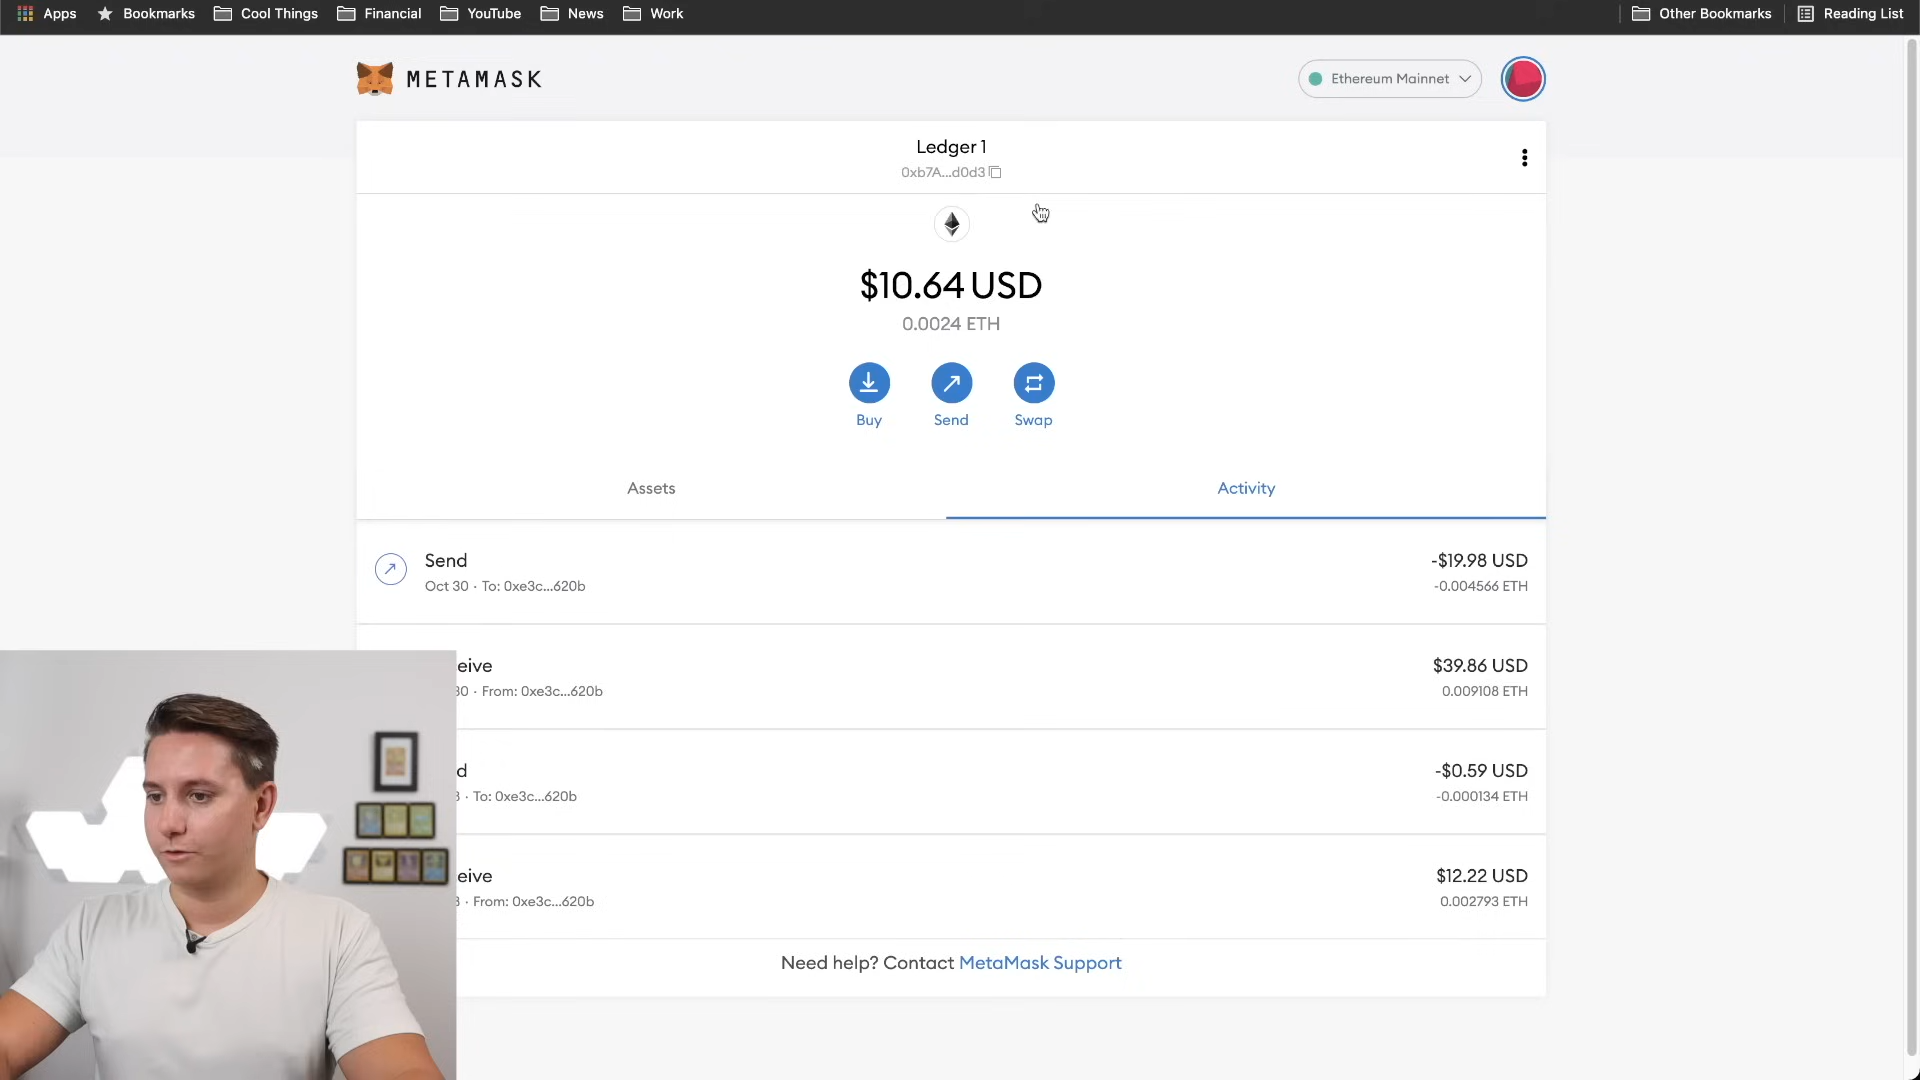 Apps
Bookmarks
Cool Things
Financial
YouTube
News
Work
Other Bookmarks
Reading List
METAMASK
Ethereum Mainnet
Ledger 1
0xb7A...d0d3
$10.64 USD
0.0024 ETH
Buy
Send
Swap
Assets
Activity
Send
-$19.98 USD
Oct 30 · To: 0xe3c...620b
-0.004566 ETH
eive
$39.86 USD
30 · From: 0xe3c...620b
0.009108 ETH
d
-$0.59 USD
· To: 0xe3c...620b
-0.000134 ETH
eive
$12.22 USD
· From: 0xe3c...620b
0.002793 ETH
Need help? Contact MetaMask Support